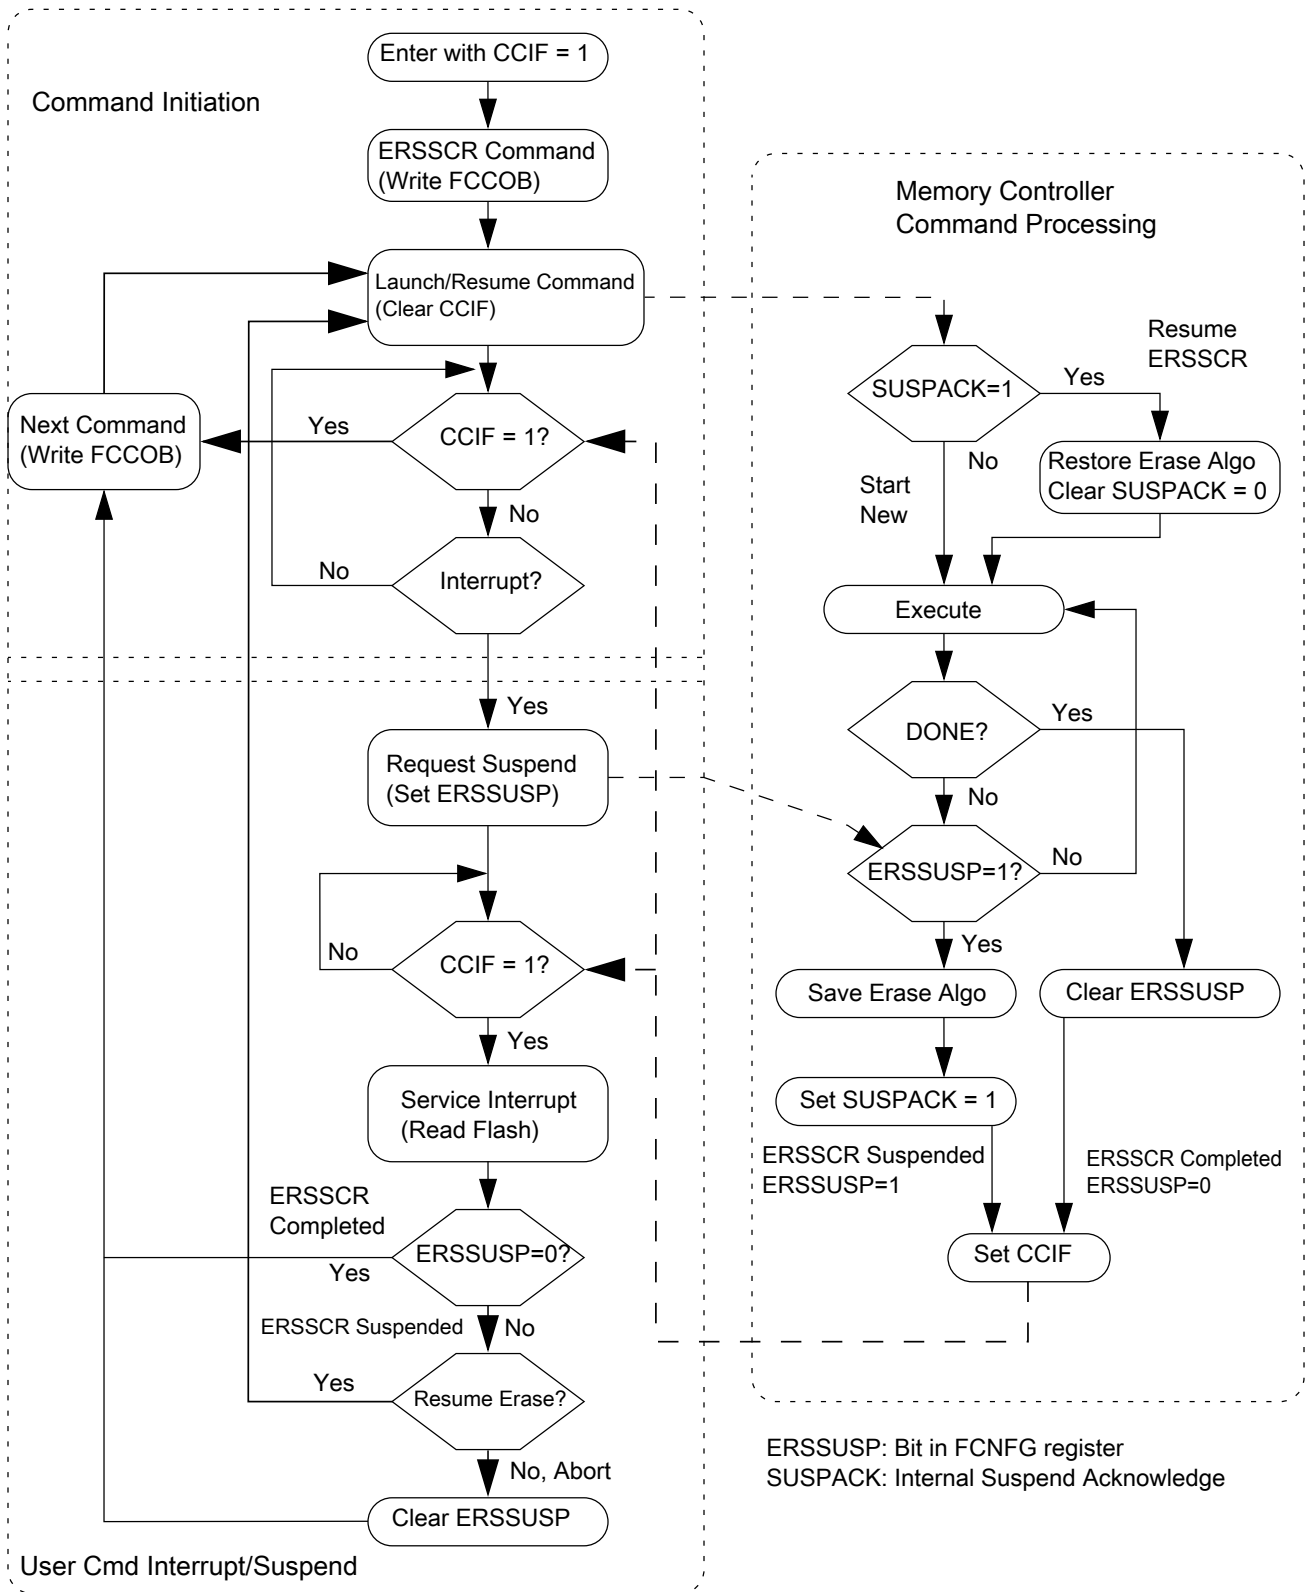 Command Initiation
Enter with CCIF = 1
ERSSCR Command
(Write FCCOB)
Launch/Resume Command
(Clear CCIF)
Next Command
(Write FCCOB)
Yes
CCIF = 1?
No
No
Interrupt?
Yes
Request Suspend
(Set ERSSUSP)
No
CCIF = 1?
Yes
Service Interrupt
(Read Flash)
ERSSCR
Completed
ERSSUSP=0?
Yes
ERSSCR Suspended
No
Yes
Resume Erase?
No, Abort
Clear ERSSUSP
User Cmd Interrupt/Suspend
Memory Controller
Command Processing
Resume
ERSSCR
SUSPACK=1
Yes
No
Restore Erase Algo
Clear SUSPACK = 0
Start
New
Execute
DONE?
Yes
No
ERSSUSP=1?
No
Yes
Save Erase Algo
Clear ERSSUSP
Set SUSPACK = 1
ERSSCR Suspended
ERSSUSP=1
ERSSCR Completed
ERSSUSP=0
Set CCIF
ERSSUSP: Bit in FCNFG register
SUSPACK: Internal Suspend Acknowledge